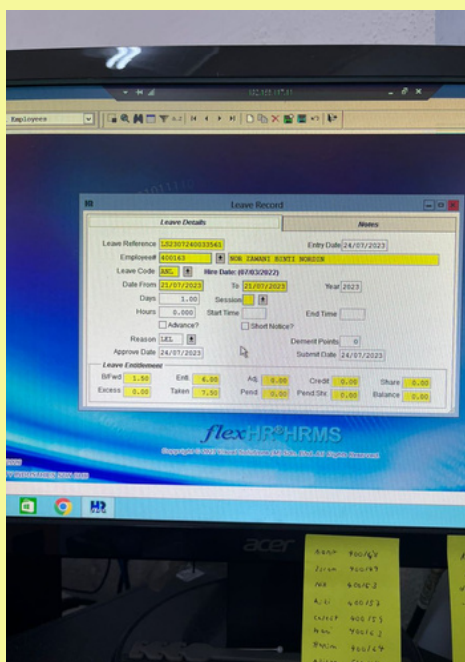 Employees
Leave Record
Leave Details
Notes
Leave Reference LS2307240033561
Entry Date 24/07/2023
Employee# 400163 NOR ZAWANI BINTI NORDIN
Leave Code ANL Hire Date: (07/03/2022)
Date From 21/07/2023 To 21/07/2023 Year 2023
Days 1.00 Session
Hours 0.000 Start Time End Time
Advance? Short Notice?
Reason LEL Demerit Points 0
Approve Date 24/07/2023 Submit Date 24/07/2023
Leave Entitlement
B/Fwd 1.50 Entl. 6.00 Adj. 0.00 Credit 0.00 Share 0.00
Excess 0.00 Taken 7.50 Pend. 0.00 Pend.Shr. 0.00 Balance 0.00
flexHR®HRMS
INDUSTRIES SDN BHD
HR
acer